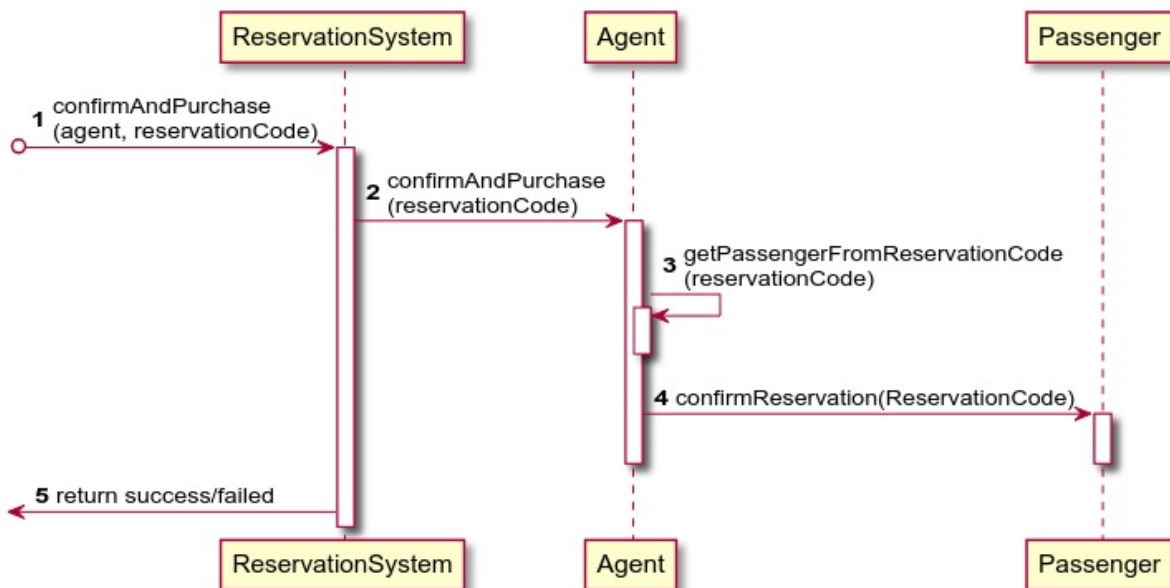 ReservationSystem
Agent
Passenger
1 confirmAndPurchase
(agent, reservationCode)
2 confirmAndPurchase
(reservationCode)
3 getPassengerFromReservationCode
(reservationCode)
4 confirmReservation(ReservationCode)
5 return success/failed
ReservationSystem
Agent
Passenger